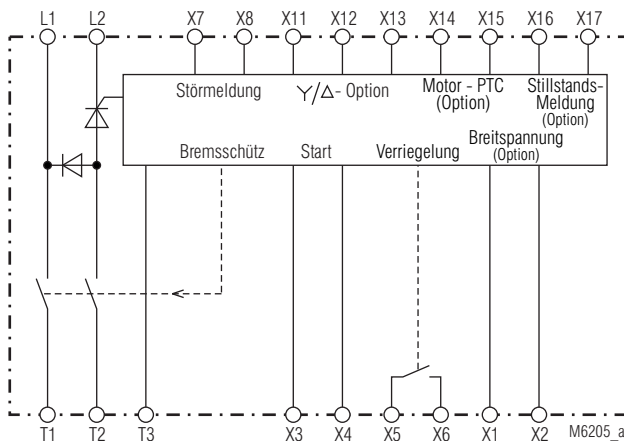 L1 L2 X7 X8 X11 X12 X13 X14 X15 X16 X17
Störmeldung
Y/Δ- Option
Motor - PTC
(Option)
Stillstands-
Meldung
(Option)
Bremsschütz
Start
Verriegelung
Breitspannung
(Option)
T1 T2 T3 X3 X4 X5 X6 X1 X2
M6205_a